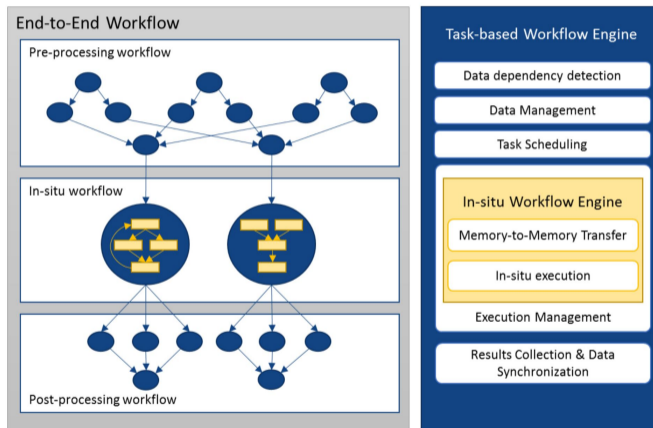 End-to-End Workflow
Pre-processing workflow
In-situ workflow
Post-processing workflow
Task-based Workflow Engine
Data dependency detection
Data Management
Task Scheduling
In-situ Workflow Engine
Memory-to-Memory Transfer
In-situ execution
Execution Management
Results Collection & Data
Synchronization